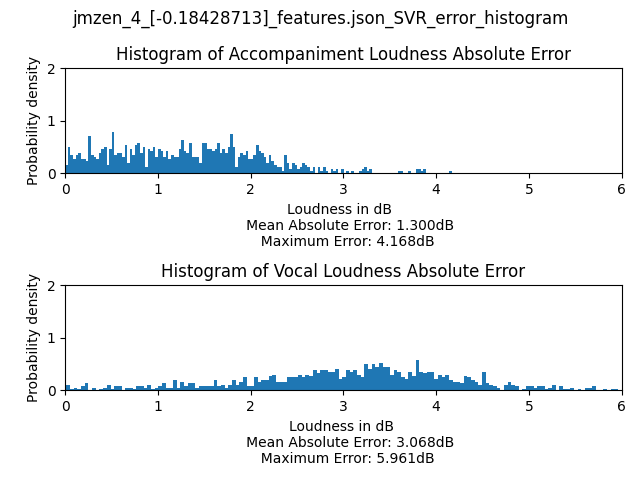 jmzen_4_[-0.18428713]_features.json_SVR_error_histogram
Histogram of Accompaniment Loudness Absolute Error
Probability density
2
1
0
0 1 2 3 4 5 6
Loudness in dB
Mean Absolute Error: 1.300dB
Maximum Error: 4.168dB
Histogram of Vocal Loudness Absolute Error
Probability density
2
1
0
0 1 2 3 4 5 6
Loudness in dB
Mean Absolute Error: 3.068dB
Maximum Error: 5.961dB